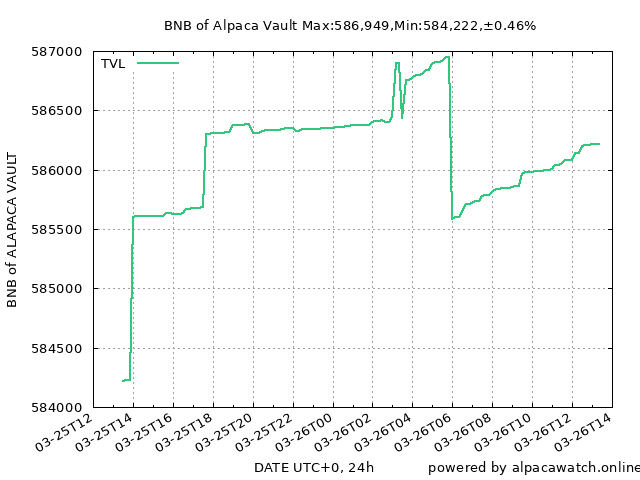 BNB of Alpaca Vault Max:586,949,Min:584,222,±0.46%
TVL
BNB of ALAPACA VAULT
587000
586500
586000
585500
585000
584500
584000
03-25T12
03-25T14
03-25T16
03-25T18
03-25T20
03-25T22
03-26T00
03-26T02
03-26T04
03-26T06
03-26T08
03-26T10
03-26T12
03-26T14
DATE UTC+0, 24h
powered by alpacawatch.online